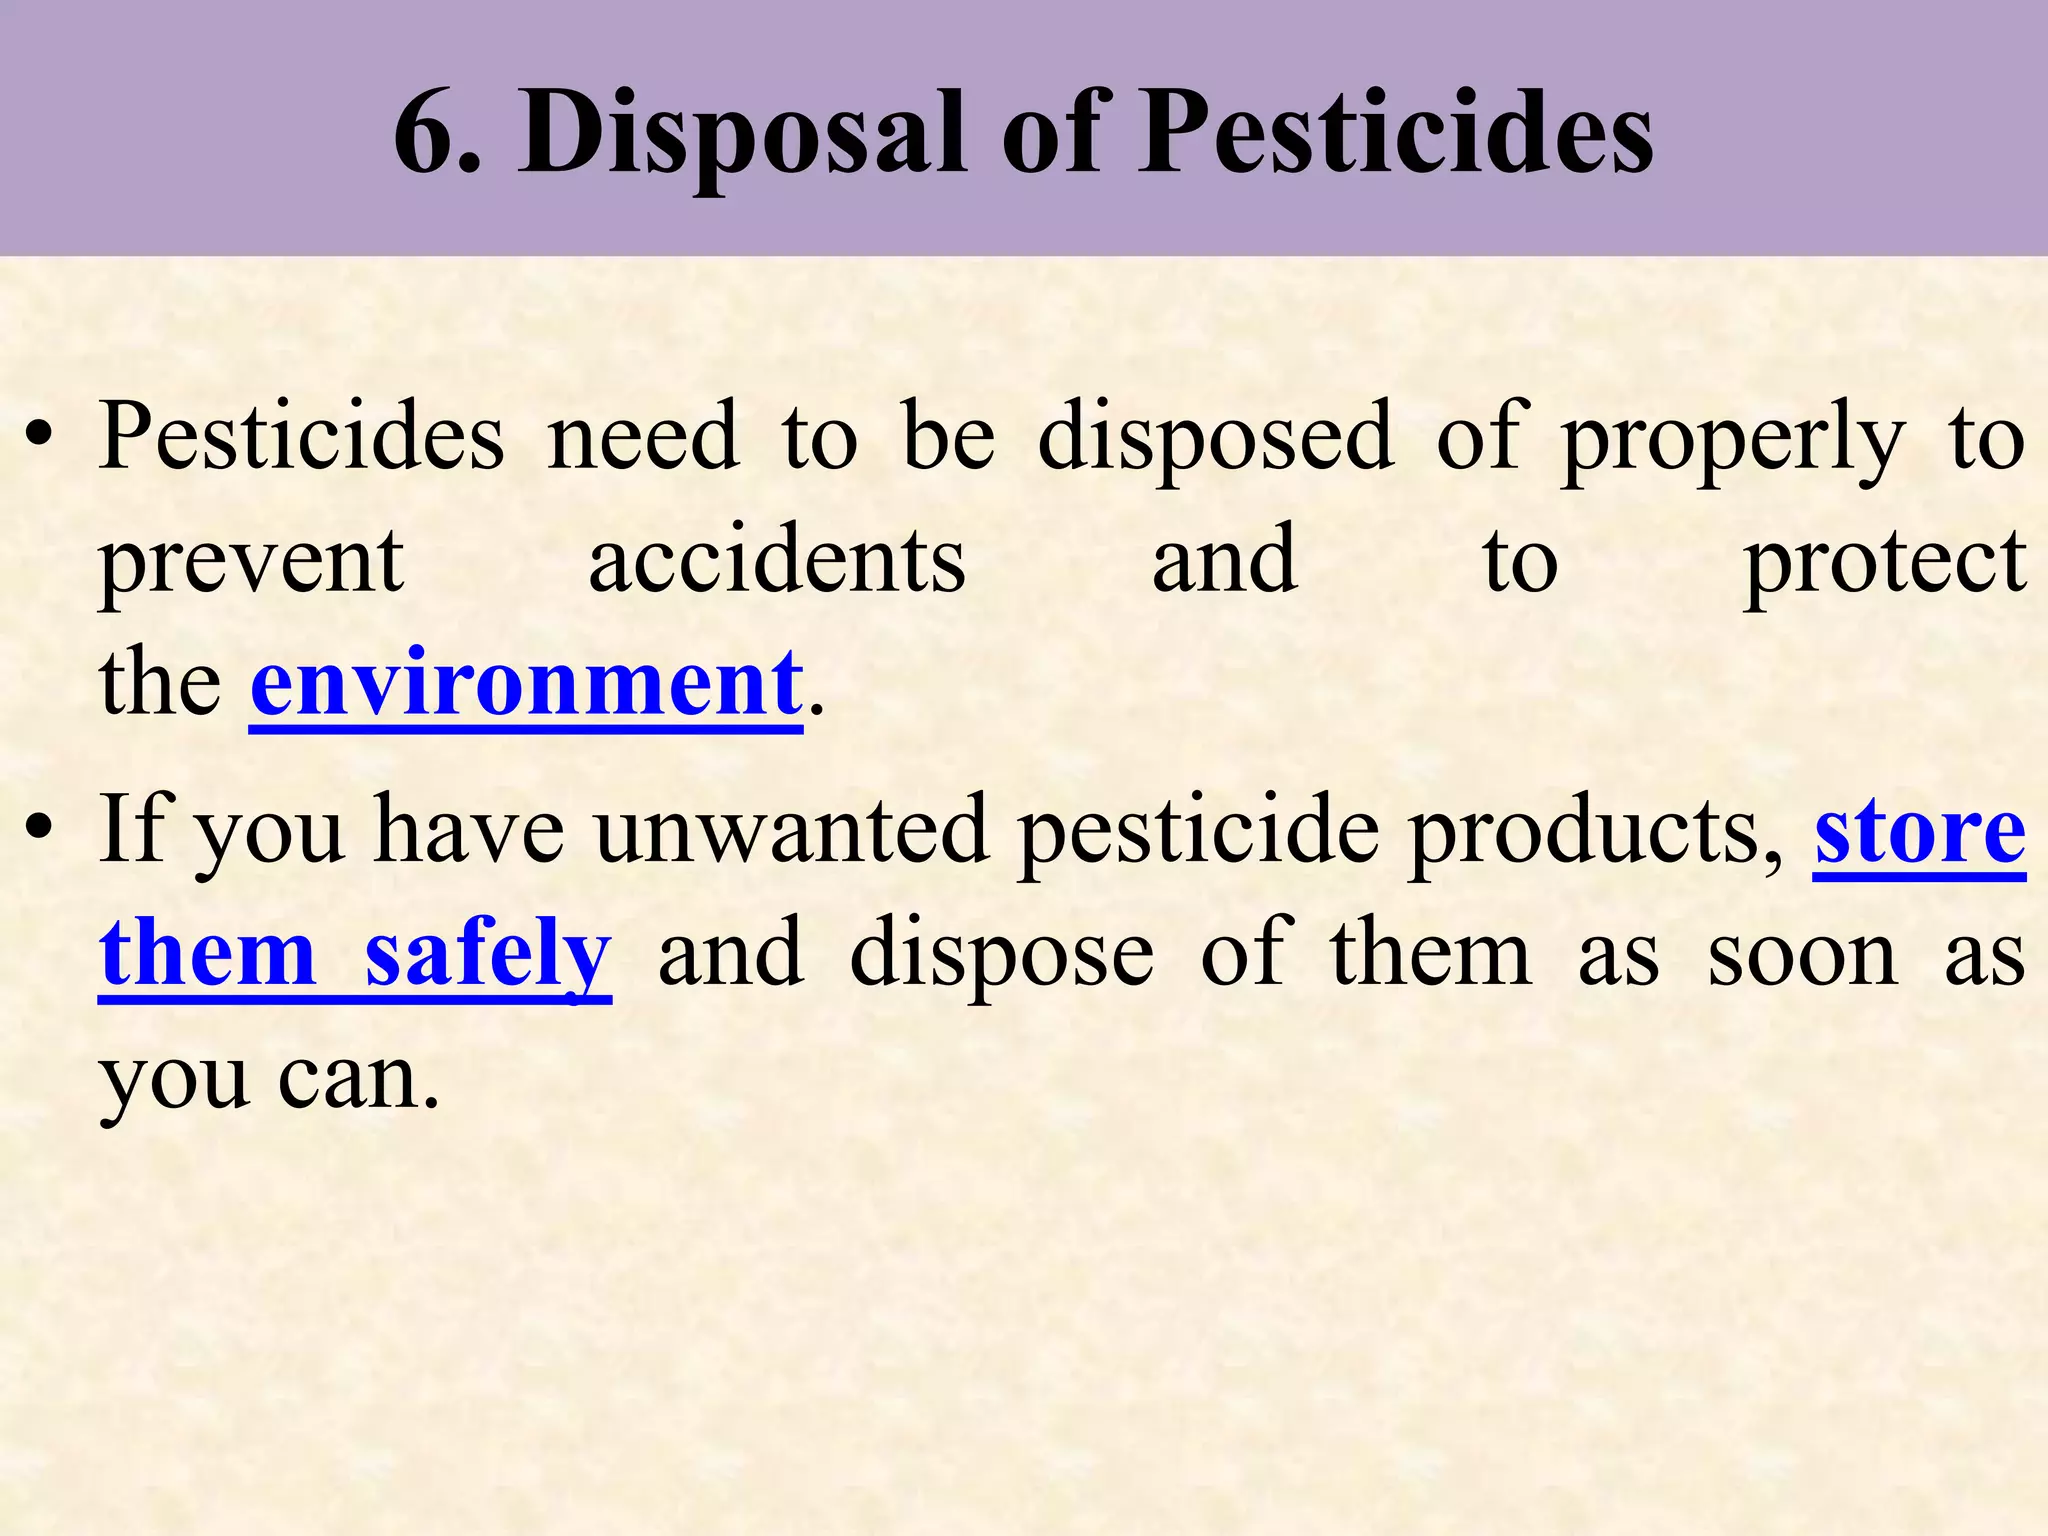 6. Disposal of Pesticides
• Pesticides need to be disposed of properly to
prevent accidents and to protect
the environment.
• If you have unwanted pesticide products, store
them safely and dispose of them as soon as
you can.